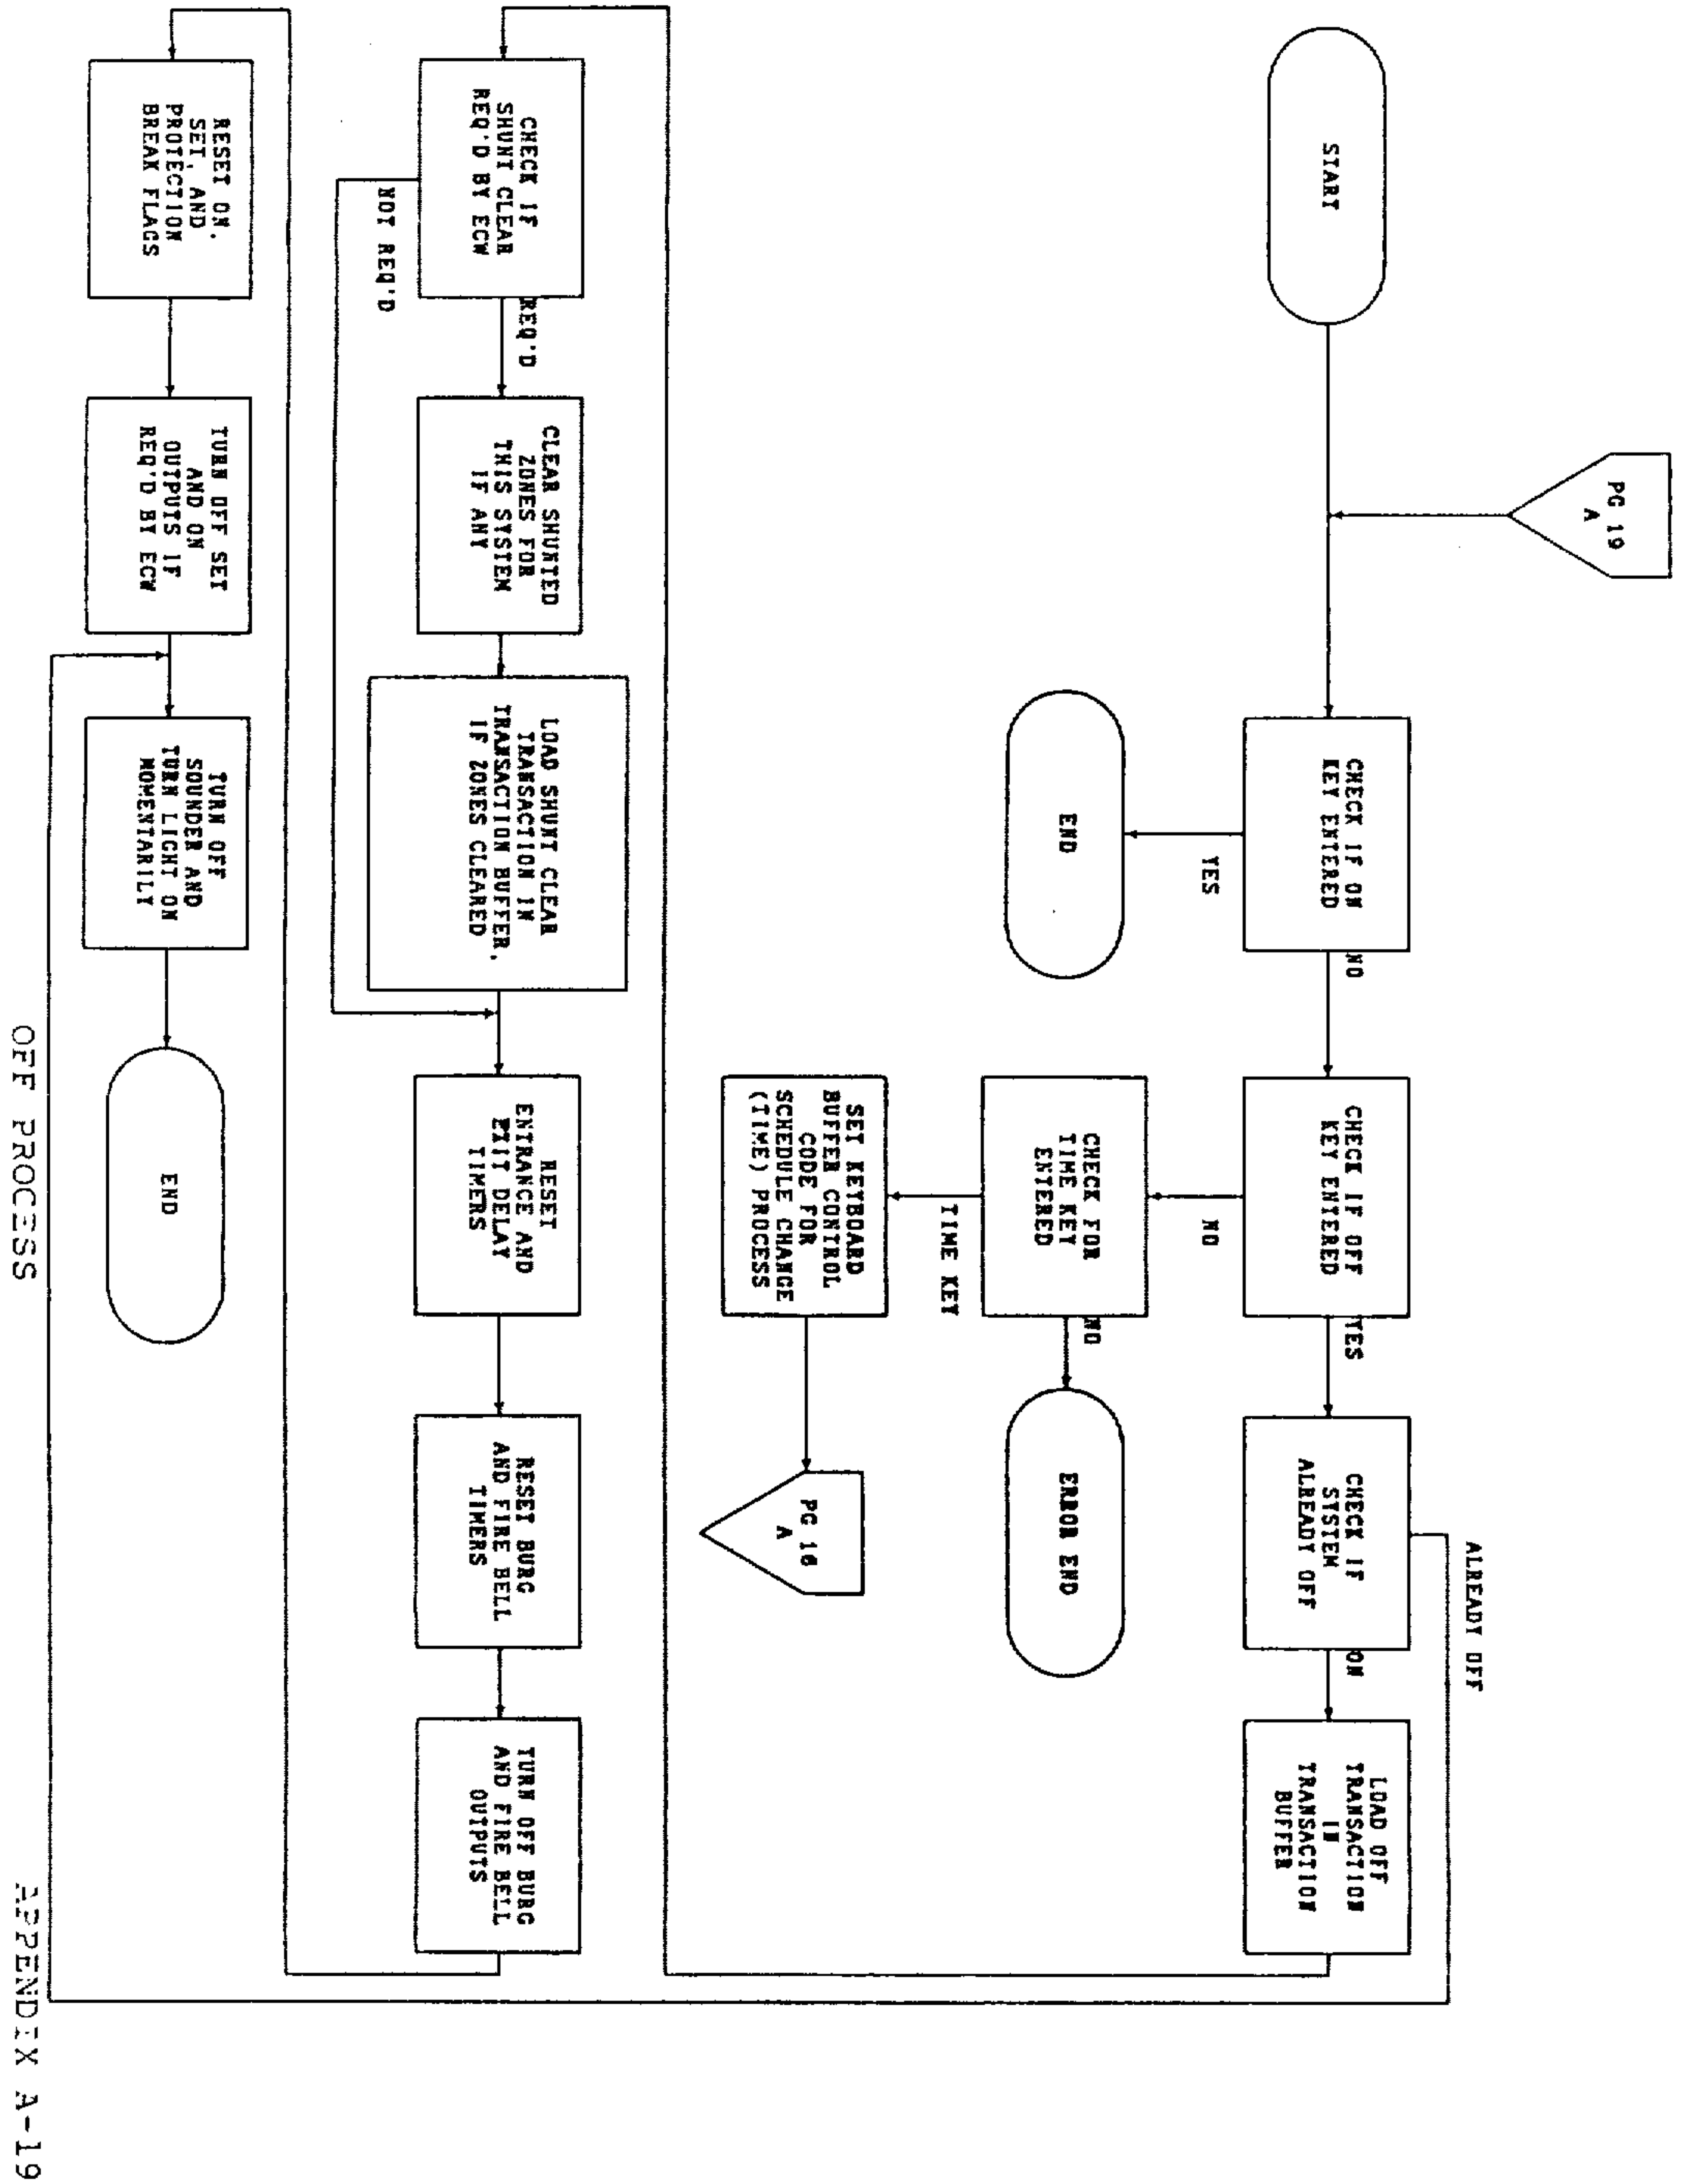 PG 19
A
START
CHECK IF ON
KEY ENTERED
NO
YES
END
CHECK IF OFF
KEY ENTERED
YES
NO
CHECK IF
SYSTEM
ALREADY OFF
ON
ALREADY OFF
LOAD OFF
TRANSACTION
IN
TRANSACTION
BUFFER
CHECK FOR
TIME KEY
ENTERED
NO
ERROR END
TIME KEY
SET KEYBOARD
BUFFER CONTROL
CODE FOR
SCHEDULE CHANGE
(TIME) PROCESS
PG 16
A
CHECK IF
SHUNT CLEAR
REQ'D BY ECW
REQ'D
NOT REQ'D
CLEAR SHUNTED
ZONES FOR
THIS SYSTEM
IF ANY
LOAD SHUNT CLEAR
TRANSACTION IN
TRANSACTION BUFFER,
IF ZONES CLEARED
RESET
ENTRANCE AND
EXIT DELAY
TIMERS
RESET BURG
AND FIRE BELL
TIMERS
TURN OFF BURG
AND FIRE BELL
OUTPUTS
RESET ON,
SET, AND
PROTECTION
BREAK FLAGS
TURN OFF SET
AND ON
OUTPUTS IF
REQ'D BY ECW
TURN OFF
SOUNDER AND
TURN LIGHT ON
MOMENTARILY
END
OFF PROCESS
APPENDIX A-19